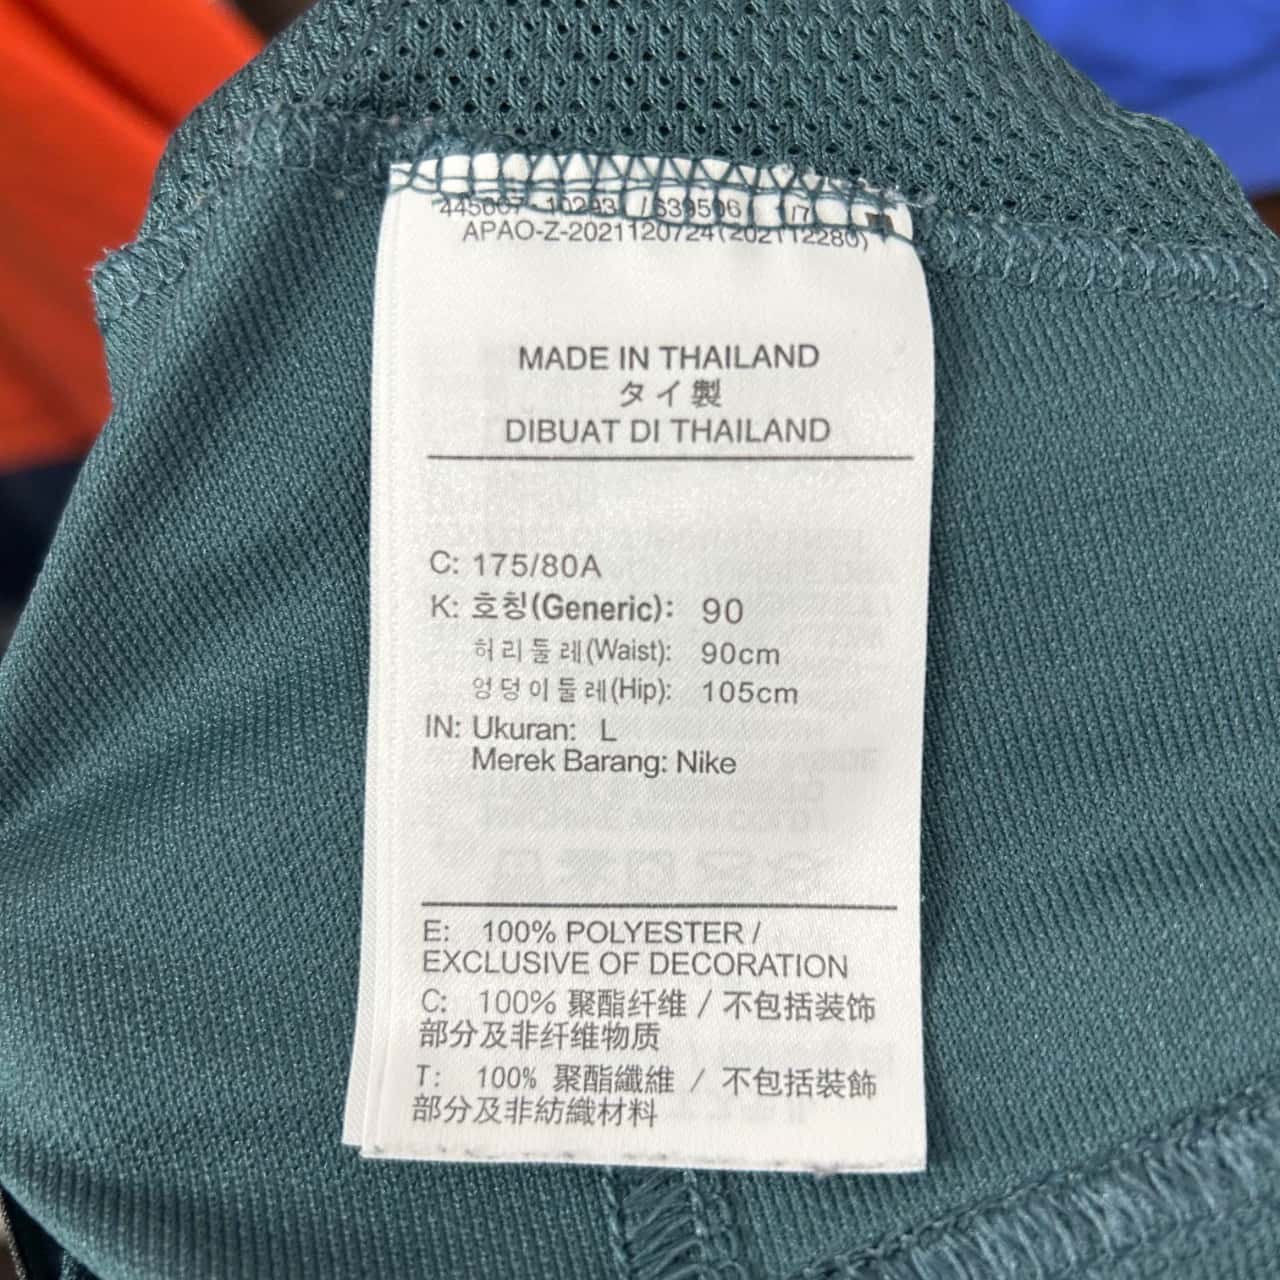 /639506 1/7
APAO-Z-2021120724(202112280)
MADE IN THAILAND
タイ製
DIBUAT DI THAILAND
C: 175/80A
K: 호칭(Generic): 90
허리둘레(Waist): 90cm
엉덩이둘레(Hip): 105cm
IN: Ukuran: L
Merek Barang: Nike
E: 100% POLYESTER /
EXCLUSIVE OF DECORATION
C: 100% 聚酯纤维 / 不包括装饰
部分及非纤维物质
T: 100% 聚酯纖維 / 不包括裝飾
部分及非紡織材料